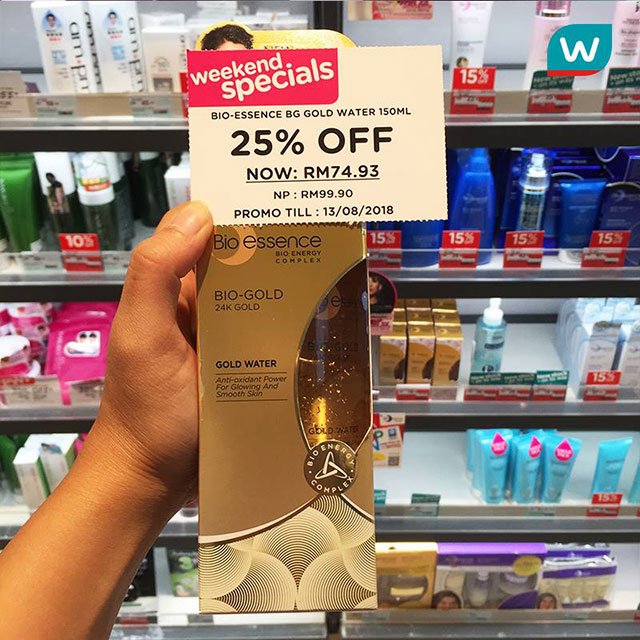 W
weekend
specials
BIO-ESSENCE BG GOLD WATER 150ML
25% OFF
NOW: RM74.93
NP : RM99.90
PROMO TILL : 13/08/2018
Bio essence
BIO ENERGY
COMPLEX
BIO-GOLD
24K GOLD
GOLD WATER
Anti-oxidant Power
For Glowing And
Smooth Skin
GOLD WATER
BIO ENERGY COMPLEX
15%
10%
15%
15%
15%
15%
15%
15%